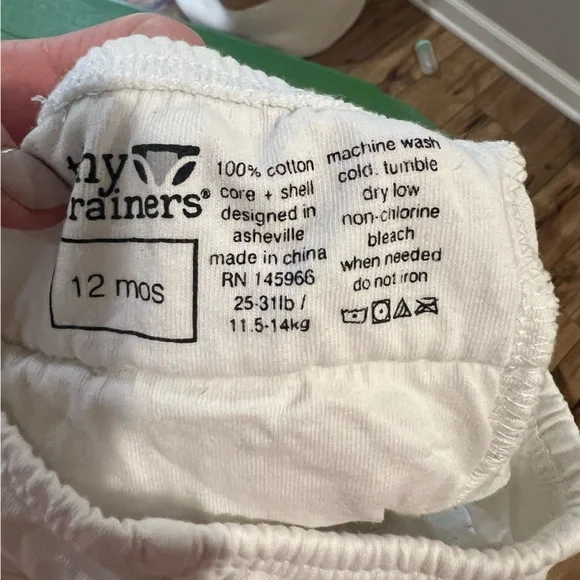 ny
rainers®
12 mos
100% cotton
core + shell
designed in
asheville
made in china
RN 145966
25-31lb /
11.5-14kg
machine wash
cold. tumble
dry low
non-chlorine
bleach
when needed
do not iron